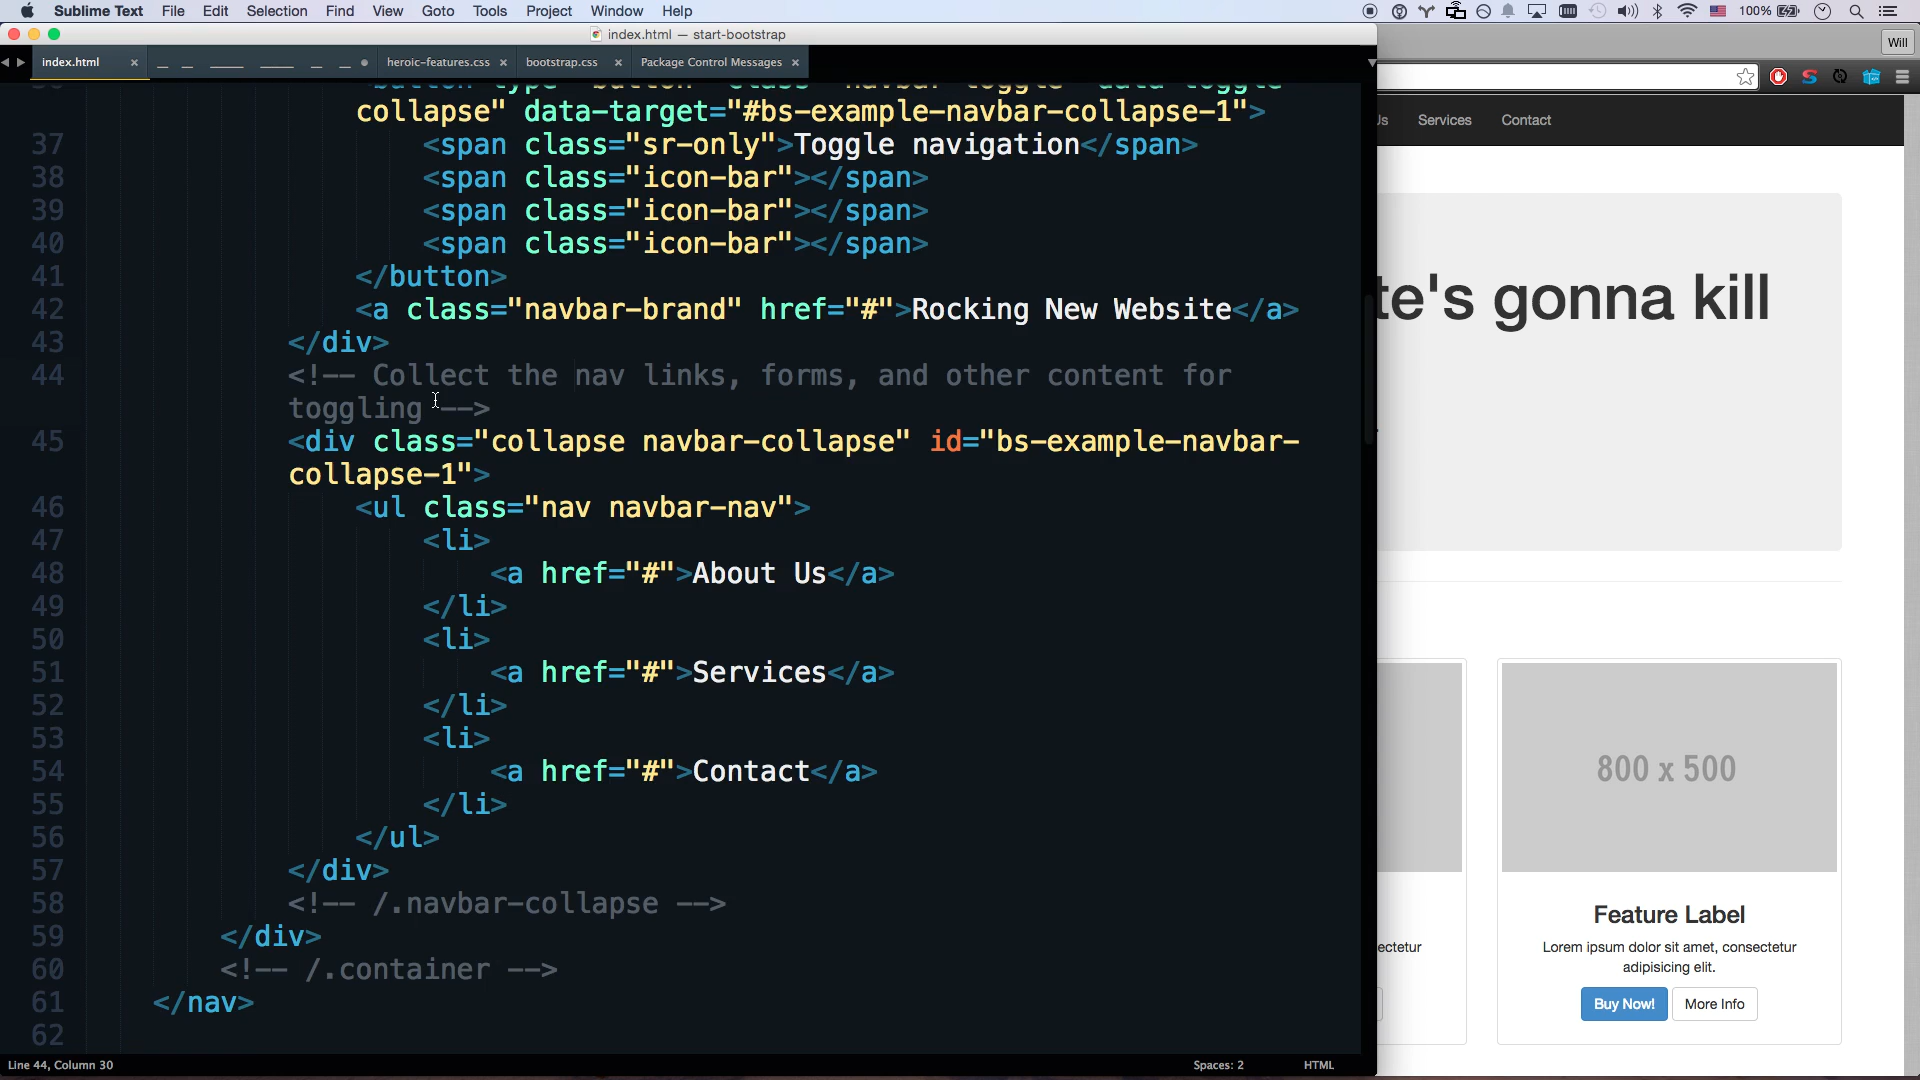 Sublime Text File Edit Selection Find View Goto Tools Project Window Help 100%
index.html — start-bootstrap
Will
index.html heroic-features.css bootstrap.css Package Control Messages
collapse" data-target="#bs-example-navbar-collapse-1">
37 <span class="sr-only">Toggle navigation</span>
38 <span class="icon-bar"></span>
39 <span class="icon-bar"></span>
40 <span class="icon-bar"></span>
41 </button>
42 <a class="navbar-brand" href="#">Rocking New Website</a>
43 </div>
44 <!-- Collect the nav links, forms, and other content for
toggling -->
45 <div class="collapse navbar-collapse" id="bs-example-navbar-
collapse-1">
46 <ul class="nav navbar-nav">
47 <li>
48 <a href="#">About Us</a>
49 </li>
50 <li>
51 <a href="#">Services</a>
52 </li>
53 <li>
54 <a href="#">Contact</a>
55 </li>
56 </ul>
57 </div>
58 <!-- /.navbar-collapse -->
59 </div>
60 <!-- /.container -->
61 </nav>
62
Line 44, Column 30 Spaces: 2 HTML
Services Contact
te's gonna kill
800 x 500
Feature Label
Lorem ipsum dolor sit amet, consectetur
adipisicing elit.
Buy Now! More Info
ectetur